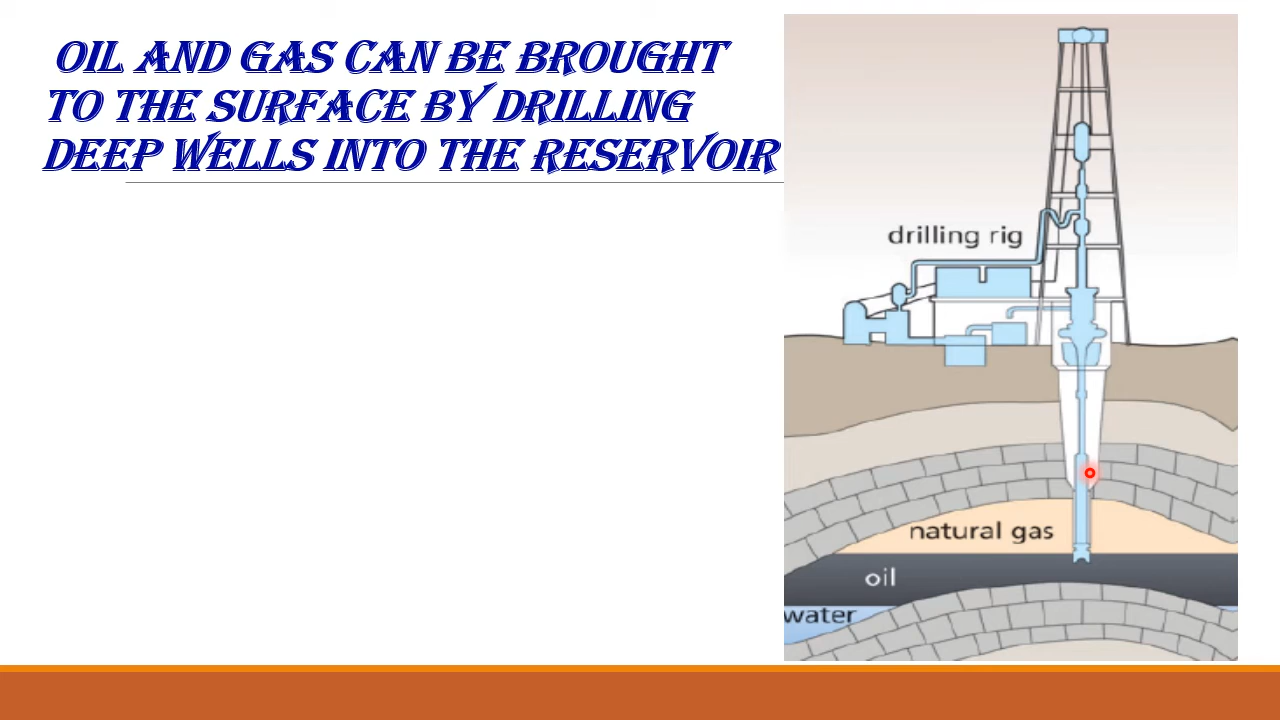 OIL AND GAS CAN BE BROUGHT
TO THE SURFACE BY DRILLING
DEEP WELLS INTO THE RESERVOIR
drilling rig
natural gas
oil
water